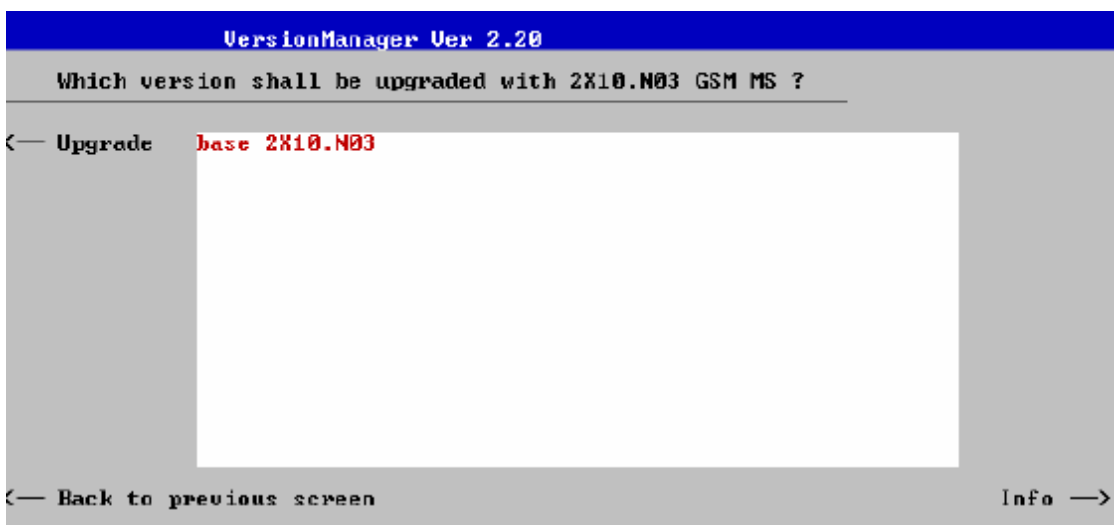 VersionManager Ver 2.20
Which version shall be upgraded with 2X10.N03 GSM MS ?
<— Upgrade base 2X10.N03
<— Back to previous screen Info —>